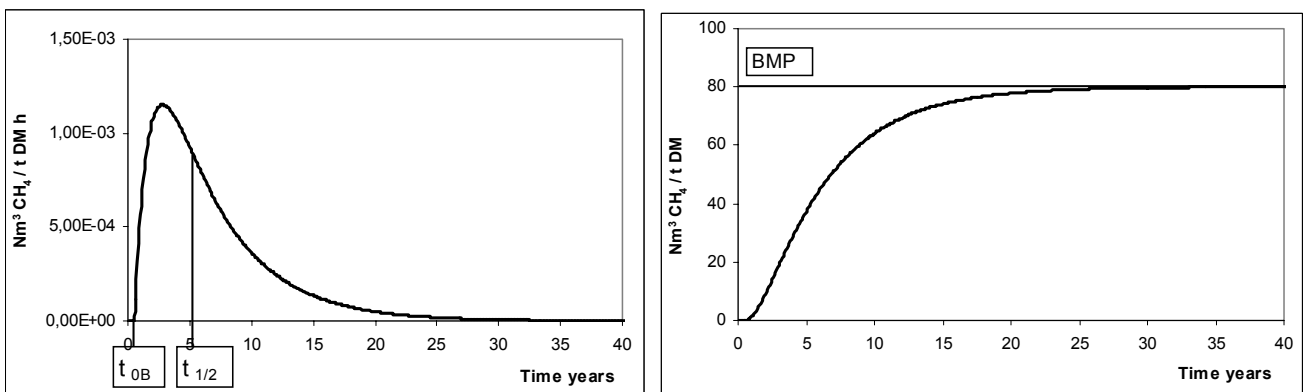 1,50E-03
1,00E-03
5,00E-04
0,00E+00
Nm³ CH₄ / t DM h
0 5 10 15 20 25 30 35 40
t 0B
t 1/2
Time years
100
80
60
40
20
0
Nm³ CH₄ / t DM
BMP
0 5 10 15 20 25 30 35 40
Time years